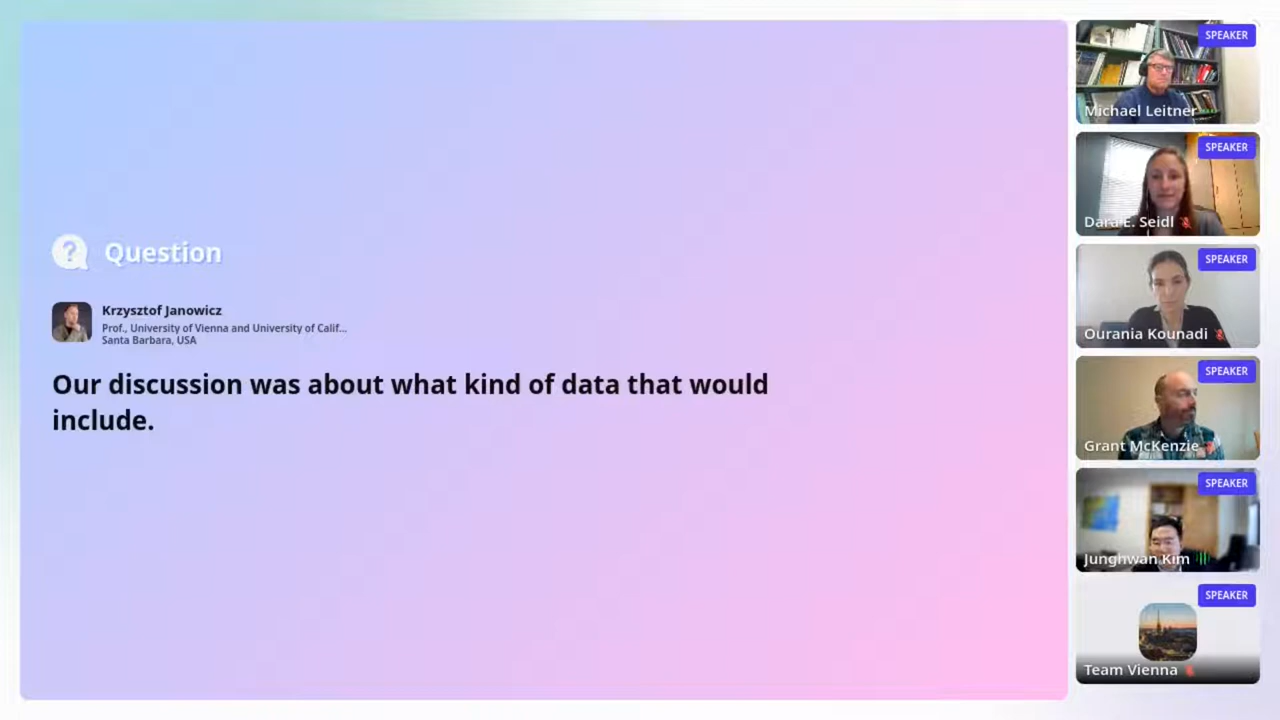 Question
Krzysztof Janowicz
Prof., University of Vienna and University of Calif...
Santa Barbara, USA
Our discussion was about what kind of data that would
include.
SPEAKER
Michael Leitner
SPEAKER
Dara E. Seidl
SPEAKER
Ourania Kounadi
SPEAKER
Grant McKenzie
SPEAKER
Junghwan Kim
SPEAKER
Team Vienna